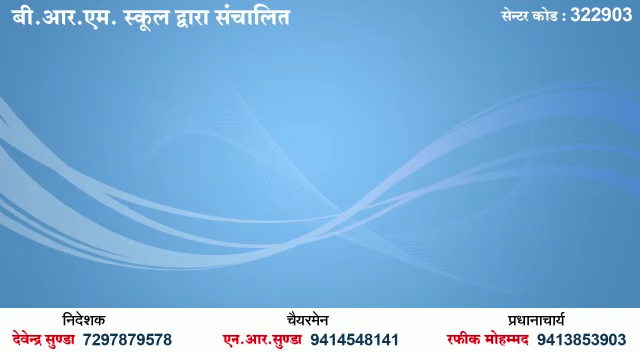 बी.आर.एम. स्कूल द्वारा संचालित
सेन्टर कोड : 322903
निदेशक चैयरमेन प्रधानाचार्य
देवेन्द्र सुण्डा 7297879578 एन.आर.सुण्डा 9414548141 रफीक मोहम्मद 9413853903